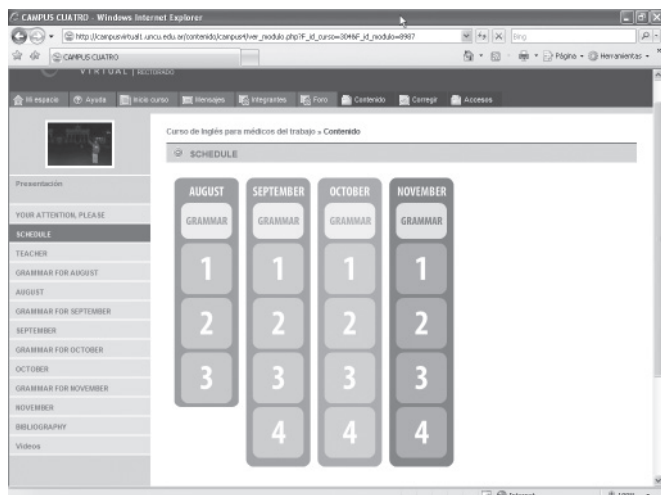 CAMPUS CUATRO - Windows Internet Explorer
Bing
CAMPUS CUATRO
Página
Herramientas
VIRTUAL | RECTORADO
Mi espacio
Ayuda
Inicio curso
Mensajes
Integrantes
Foro
Contenido
Corregir
Accesos
Curso de Inglés para médicos del trabajo » Contenido
SCHEDULE
Presentación
YOUR ATTENTION, PLEASE
SCHEDULE
TEACHER
GRAMMAR FOR AUGUST
AUGUST
GRAMMAR FOR SEPTEMBER
SEPTEMBER
GRAMMAR FOR OCTOBER
OCTOBER
GRAMMAR FOR NOVEMBER
NOVEMBER
BIBLIOGRAPHY
Videos
AUGUST SEPTEMBER OCTOBER NOVEMBER
GRAMMAR GRAMMAR GRAMMAR GRAMMAR
1 1 1 1
2 2 2 2
3 3 3 3
4 4 4